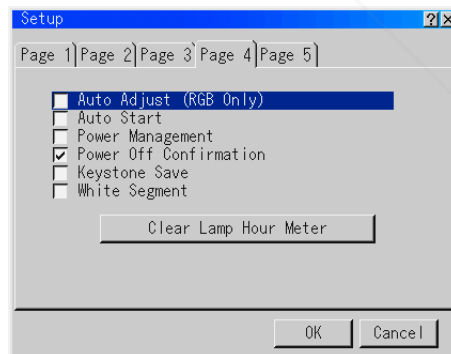 Setup
Page 1 Page 2 Page 3 Page 4 Page 5
Auto Adjust (RGB Only)
Auto Start
Power Management
Power Off Confirmation
Keystone Save
White Segment
Clear Lamp Hour Meter
OK Cancel